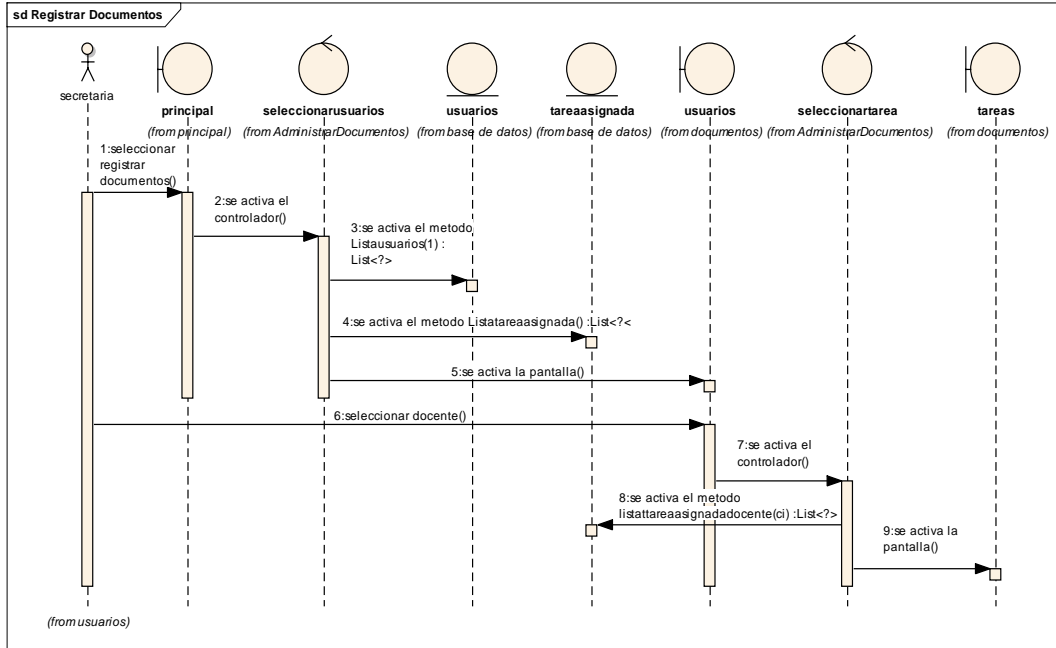 sd Registrar Documentos
secretaria
principal
seleccionarusuarios
usuarios
tareaasignada
usuarios
seleccionartarea
tareas
(from principal)
(from AdministrarDocumentos)
(from base de datos)
(from base de datos)
(from documentos)
(from AdministrarDocumentos)
(from documentos)
1:seleccionar
registrar
documentos()
2:se activa el
controlador()
3:se activa el metodo
Listausuarios(1) :
List<?>
4:se activa el metodo Listatareaasignada() :List<?<
5:se activa la pantalla()
6:seleccionar docente()
7:se activa el
controlador()
8:se activa el metodo
listattareaasignadadocente(ci) :List<?>
9:se activa la
pantalla()
(from usuarios)